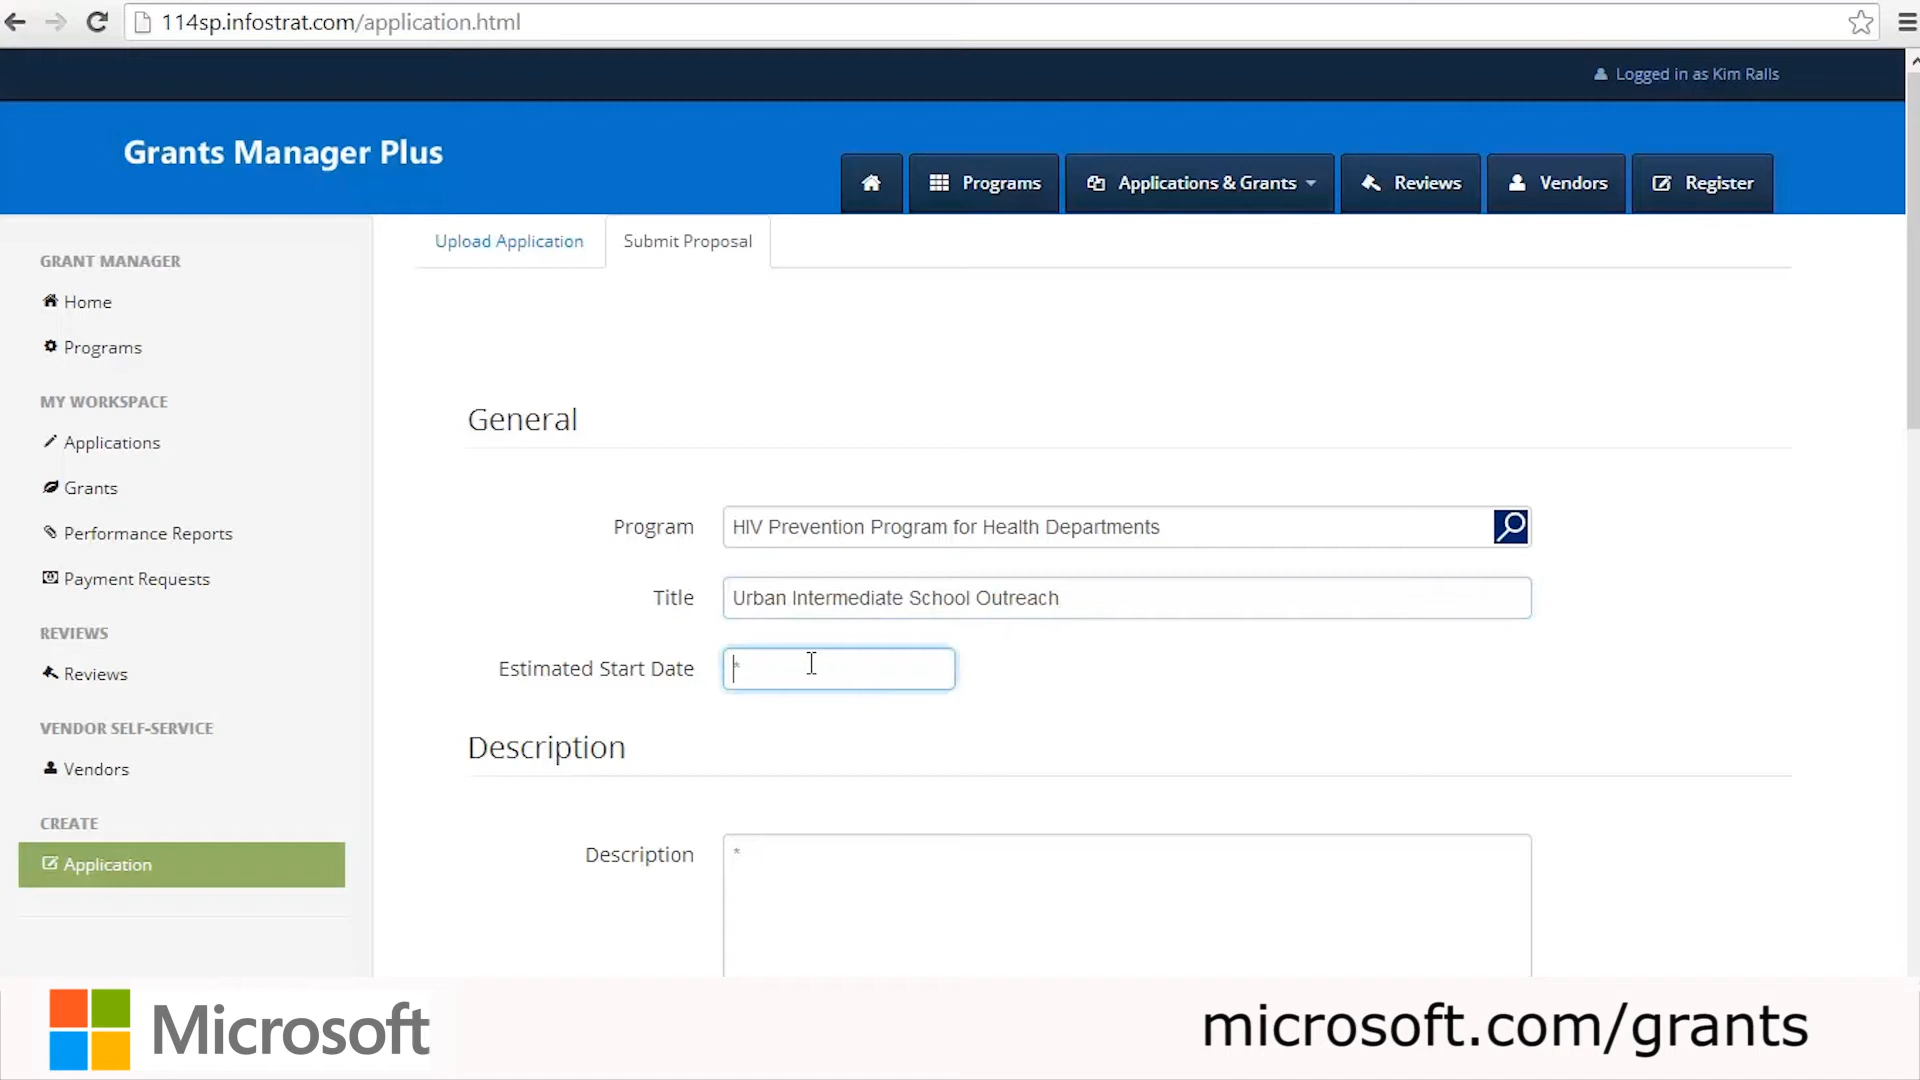 114sp.infostrat.com/application.html
Logged in as Kim Ralls
Grants Manager Plus
Programs
Applications & Grants
Reviews
Vendors
Register
GRANT MANAGER
Home
Programs
MY WORKSPACE
Applications
Grants
Performance Reports
Payment Requests
REVIEWS
Reviews
VENDOR SELF-SERVICE
Vendors
CREATE
Application
Upload Application
Submit Proposal
General
Program
HIV Prevention Program for Health Departments
Title
Urban Intermediate School Outreach
Estimated Start Date
*
Description
Description
*
Microsoft
microsoft.com/grants